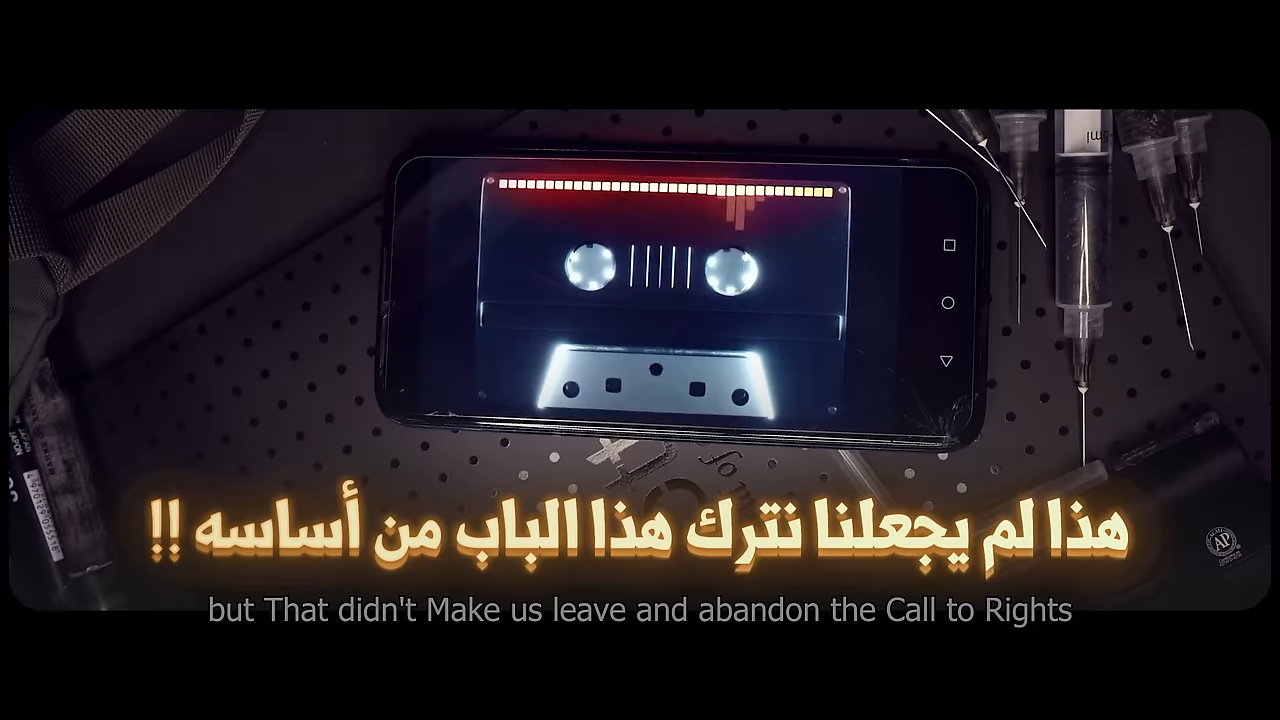 هذا لم يجعلنا نترك هذا الباب من أساسه !!
but That didn't Make us leave and abandon the Call to Rights
AP